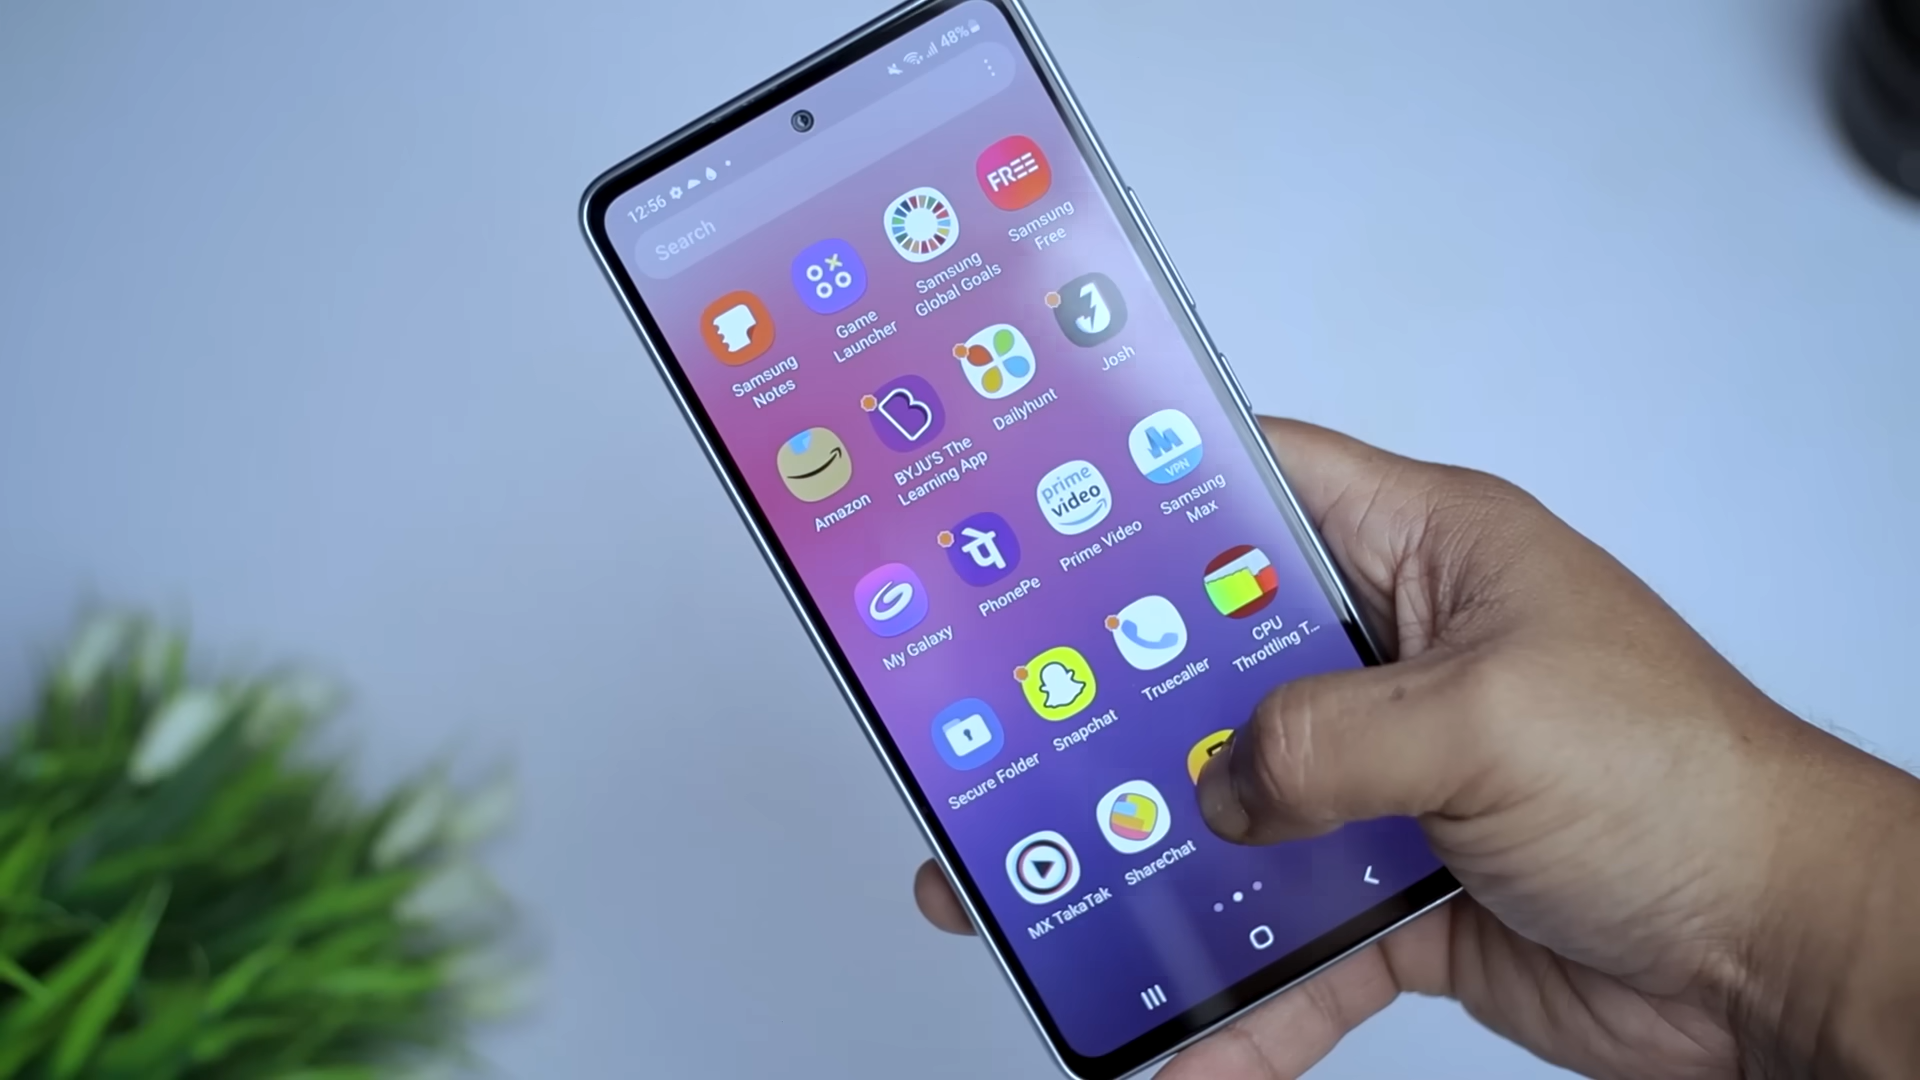 12:56
48%
Search
FREE
Samsung
Notes
Game
Launcher
Samsung
Global Goals
Samsung
Free
Amazon
BYJU'S The
Learning App
Dailyhunt
Josh
My Galaxy
पे
PhonePe
prime
video
Prime Video
VPN
Samsung
Max
Secure Folder
Snapchat
Truecaller
CPU
Throttling T...
MX TakaTak
ShareChat